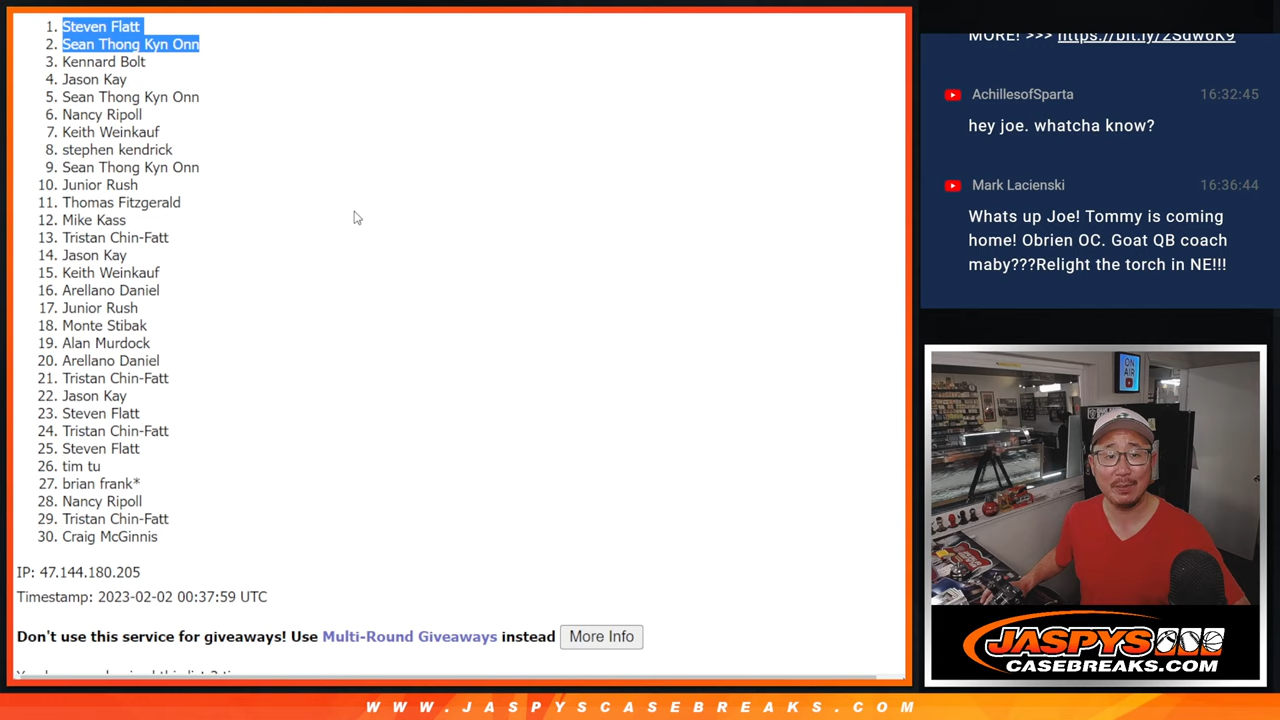 1. Steven Flatt
2. Sean Thong Kyn Onn
3. Kennard Bolt
4. Jason Kay
5. Sean Thong Kyn Onn
6. Nancy Ripoll
7. Keith Weinkauf
8. stephen kendrick
9. Sean Thong Kyn Onn
10. Junior Rush
11. Thomas Fitzgerald
12. Mike Kass
13. Tristan Chin-Fatt
14. Jason Kay
15. Keith Weinkauf
16. Arellano Daniel
17. Junior Rush
18. Monte Stibak
19. Alan Murdock
20. Arellano Daniel
21. Tristan Chin-Fatt
22. Jason Kay
23. Steven Flatt
24. Tristan Chin-Fatt
25. Steven Flatt
26. tim tu
27. brian frank*
28. Nancy Ripoll
29. Tristan Chin-Fatt
30. Craig McGinnis
IP: 47.144.180.205
Timestamp: 2023-02-02 00:37:59 UTC
Don't use this service for giveaways! Use Multi-Round Giveaways instead More Info
MORE! >>> https://bit.ly/2Sdw6K9
AchillesofSparta 16:32:45
hey joe. whatcha know?
Mark Lacienski 16:36:44
Whats up Joe! Tommy is coming
home! Obrien OC. Goat QB coach
maby???Relight the torch in NE!!!
ON
AIR
JASPYS
CASEBREAKS.COM
WWW.JASPYSCASEBREAKS.COM